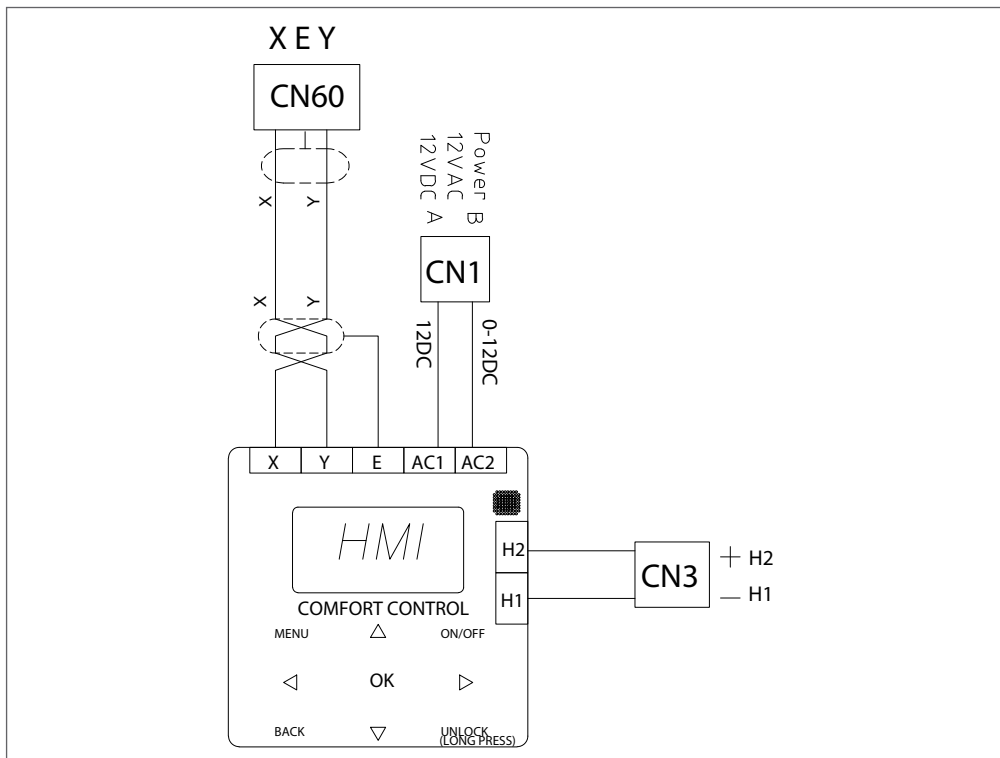 X E Y
CN60
Power B
12VAC
12VDC A
X
Y
CN1
X
Y
12DC
0-12DC
X
Y
E
AC1
AC2
HMI
H2
H1
CN3
+ H2
— H1
COMFORT CONTROL
MENU
ON/OFF
OK
BACK
UNLOCK
(LONG PRESS)